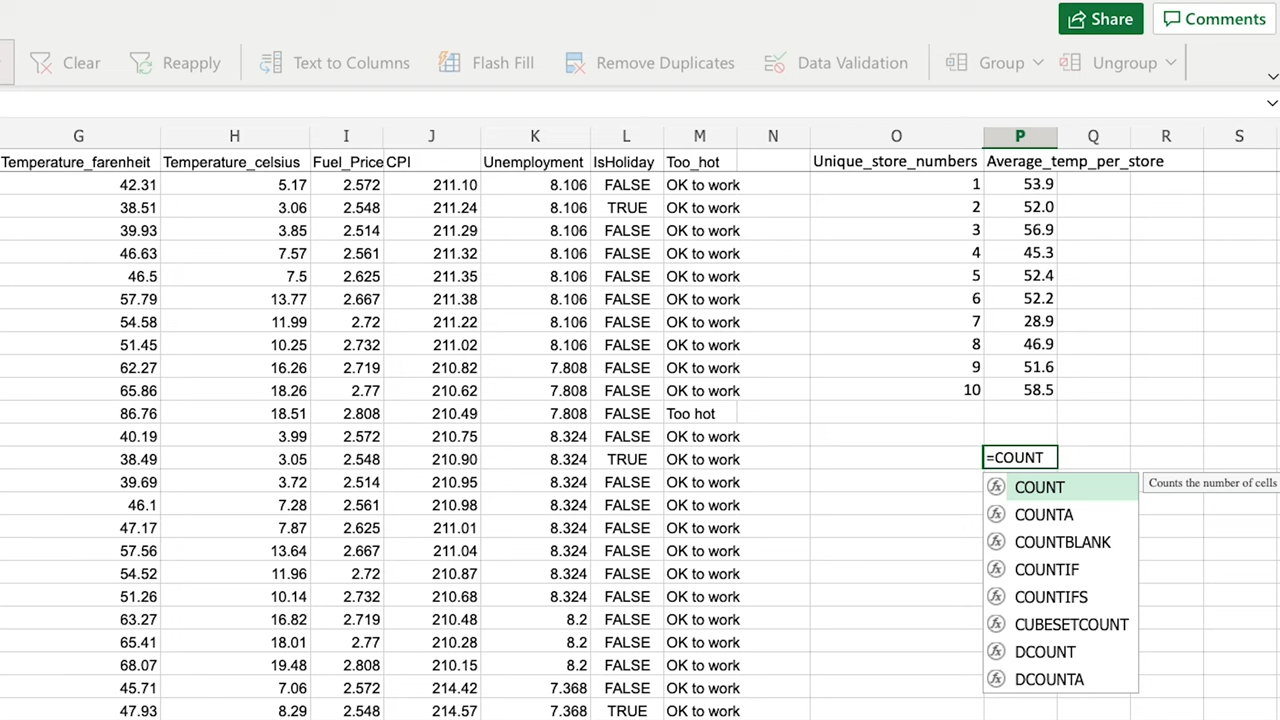 Share Comments
Clear Reapply Text to Columns Flash Fill Remove Duplicates Data Validation Group Ungroup
G H I J K L M N O P Q R S
Temperature_farenheit Temperature_celsius Fuel_Price CPI Unemployment IsHoliday Too_hot Unique_store_numbers Average_temp_per_store
42.31 5.17 2.572 211.10 8.106 FALSE OK to work 1 53.9
38.51 3.06 2.548 211.24 8.106 TRUE OK to work 2 52.0
39.93 3.85 2.514 211.29 8.106 FALSE OK to work 3 56.9
46.63 7.57 2.561 211.32 8.106 FALSE OK to work 4 45.3
46.5 7.5 2.625 211.35 8.106 FALSE OK to work 5 52.4
57.79 13.77 2.667 211.38 8.106 FALSE OK to work 6 52.2
54.58 11.99 2.72 211.22 8.106 FALSE OK to work 7 28.9
51.45 10.25 2.732 211.02 8.106 FALSE OK to work 8 46.9
62.27 16.26 2.719 210.82 7.808 FALSE OK to work 9 51.6
65.86 18.26 2.77 210.62 7.808 FALSE OK to work 10 58.5
86.76 18.51 2.808 210.49 7.808 FALSE Too hot
40.19 3.99 2.572 210.75 8.324 FALSE OK to work
38.49 3.05 2.548 210.90 8.324 TRUE OK to work =COUNT
39.69 3.72 2.514 210.95 8.324 FALSE OK to work COUNT Counts the number of cells
46.1 7.28 2.561 210.98 8.324 FALSE OK to work COUNTA
47.17 7.87 2.625 211.01 8.324 FALSE OK to work COUNTBLANK
57.56 13.64 2.667 211.04 8.324 FALSE OK to work COUNTIF
54.52 11.96 2.72 210.87 8.324 FALSE OK to work COUNTIFS
51.26 10.14 2.732 210.68 8.324 FALSE OK to work
63.27 16.82 2.719 210.48 8.2 FALSE OK to work CUBESETCOUNT
65.41 18.01 2.77 210.28 8.2 FALSE OK to work DCOUNT
68.07 19.48 2.808 210.15 8.2 FALSE OK to work DCOUNTA
45.71 7.06 2.572 214.42 7.368 FALSE OK to work
47.93 8.29 2.548 214.57 7.368 TRUE OK to work